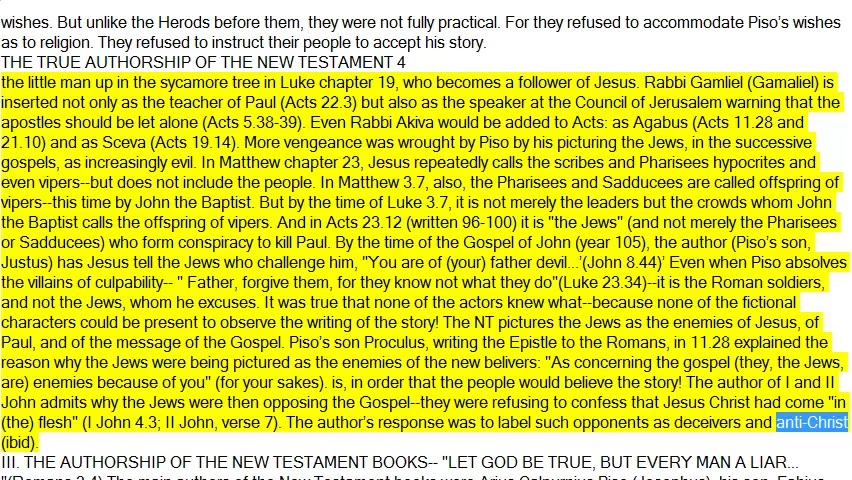 wishes. But unlike the Herods before them, they were not fully practical. For they refused to accommodate Piso's wishes
as to religion. They refused to instruct their people to accept his story.
THE TRUE AUTHORSHIP OF THE NEW TESTAMENT 4
the little man up in the sycamore tree in Luke chapter 19, who becomes a follower of Jesus. Rabbi Gamliel (Gamaliel) is
inserted not only as the teacher of Paul (Acts 22.3) but also as the speaker at the Council of Jerusalem warning that the
apostles should be let alone (Acts 5.38-39). Even Rabbi Akiva would be added to Acts: as Agabus (Acts 11.28 and
21.10) and as Sceva (Acts 19.14). More vengeance was wrought by Piso by his picturing the Jews, in the successive
gospels, as increasingly evil. In Matthew chapter 23, Jesus repeatedly calls the scribes and Pharisees hypocrites and
even vipers--but does not include the people. In Matthew 3.7, also, the Pharisees and Sadducees are called offspring of
vipers--this time by John the Baptist. But by the time of Luke 3.7, it is not merely the leaders but the crowds whom John
the Baptist calls the offspring of vipers. And in Acts 23.12 (written 96-100) it is "the Jews" (and not merely the Pharisees
or Sadducees) who form conspiracy to kill Paul. By the time of the Gospel of John (year 105), the author (Piso's son,
Justus) has Jesus tell the Jews who challenge him, "You are of (your) father devil...'(John 8.44)' Even when Piso absolves
the villains of culpability-- " Father, forgive them, for they know not what they do"(Luke 23.34)--it is the Roman soldiers,
and not the Jews, whom he excuses. It was true that none of the actors knew what--because none of the fictional
characters could be present to observe the writing of the story! The NT pictures the Jews as the enemies of Jesus, of
Paul, and of the message of the Gospel. Piso's son Proculus, writing the Epistle to the Romans, in 11.28 explained the
reason why the Jews were being pictured as the enemies of the new belivers: "As concerning the gospel (they, the Jews,
are) enemies because of you" (for your sakes). is, in order that the people would believe the story! The author of I and II
John admits why the Jews were then opposing the Gospel--they were refusing to confess that Jesus Christ had come "in
(the) flesh" (I John 4.3; II John, verse 7). The author's response was to label such opponents as deceivers and anti-Christ
(ibid).
III. THE AUTHORSHIP OF THE NEW TESTAMENT BOOKS-- "LET GOD BE TRUE, BUT EVERY MAN A LIAR...
"(Romans 3.4) The main authors of the New Testament books were Arius Calpurnius Piso (Josephus), his son, Fabius